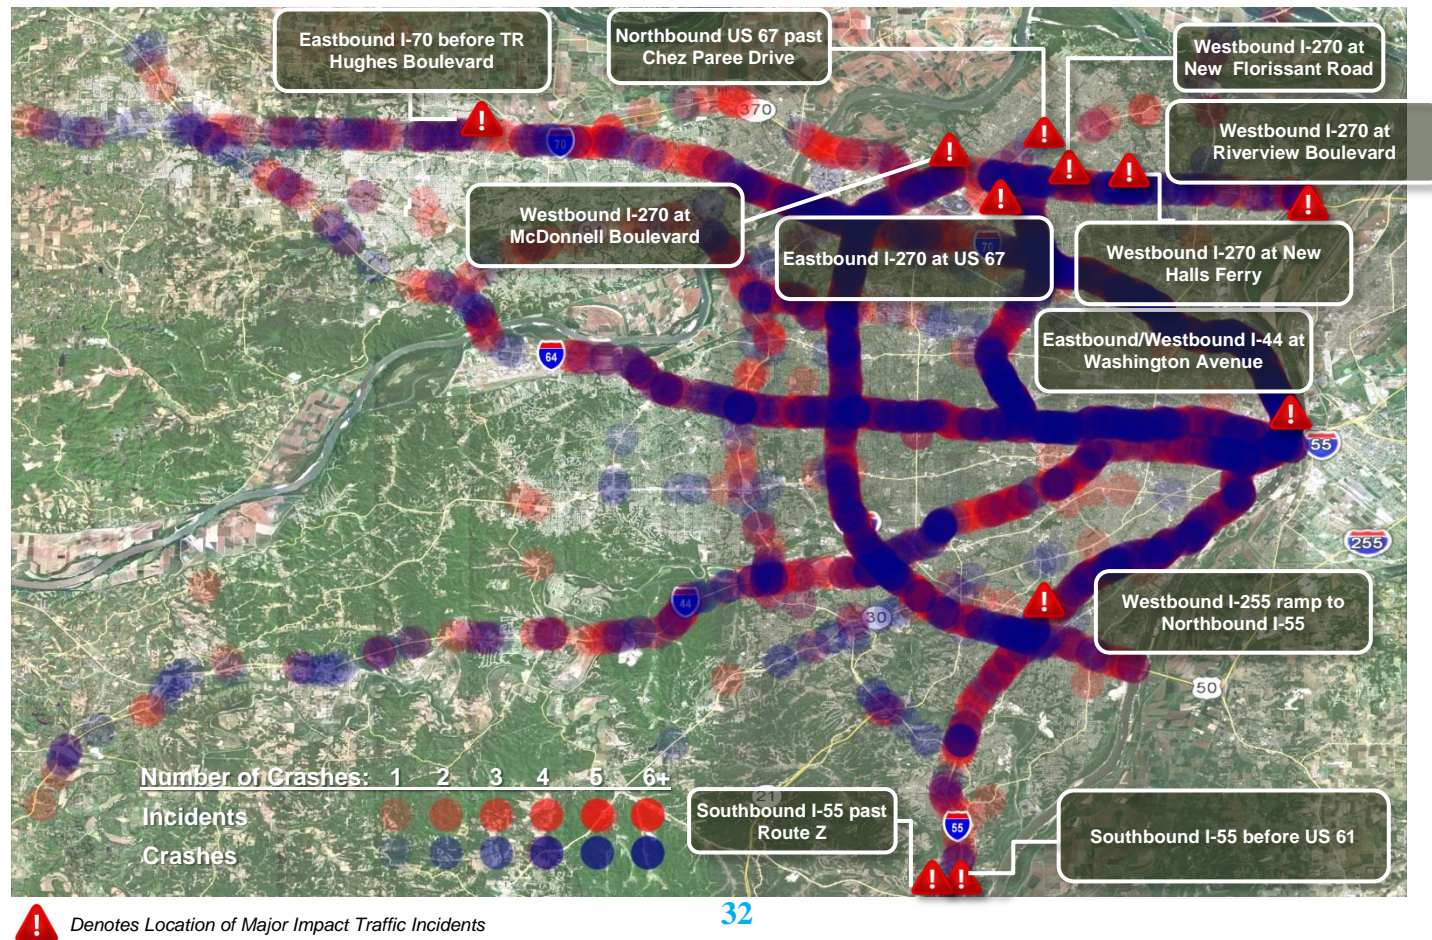 Eastbound I-70 before TR
Hughes Boulevard
Northbound US 67 past
Chez Paree Drive
Westbound I-270 at
New Florissant Road
Westbound I-270 at
Riverview Boulevard
370
70
Westbound I-270 at
McDonnell Boulevard
70
Eastbound I-270 at US 67
Westbound I-270 at New
Halls Ferry
Eastbound/Westbound I-44 at
Washington Avenue
64
55
255
44
30
Westbound I-255 ramp to
Northbound I-55
50
Number of Crashes: 1 2 3 4 5 6+
Incidents
Crashes
21
Southbound I-55 past
Route Z
55
Southbound I-55 before US 61
32
Denotes Location of Major Impact Traffic Incidents